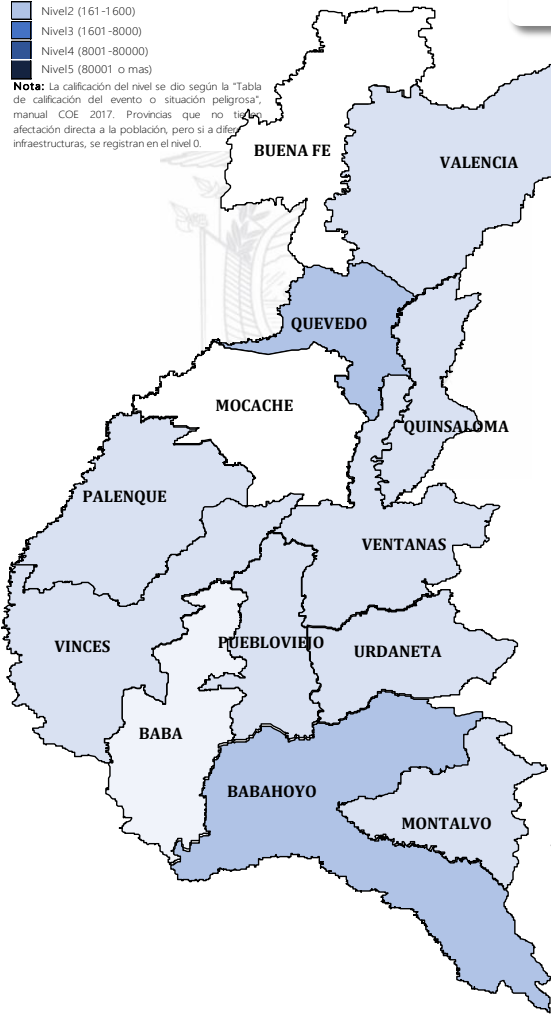 Nivel2 (161-1600)
Nivel3 (1601-8000)
Nivel4 (8001-80000)
Nivel5 (80001 o mas)
Nota: La calificación del nivel se dio según la "Tabla
de calificación del evento o situación peligrosa",
manual COE 2017. Provincias que no tienen
afectación directa a la población, pero si a
infraestructuras, se registran en el nivel 0.
BUENA FE
VALENCIA
QUEVEDO
MOCACHE
QUINSALOMA
PALENQUE
VENTANAS
VINCES
PUEBLOVIEJO
URDANETA
BABA
BABAHOYO
MONTALVO